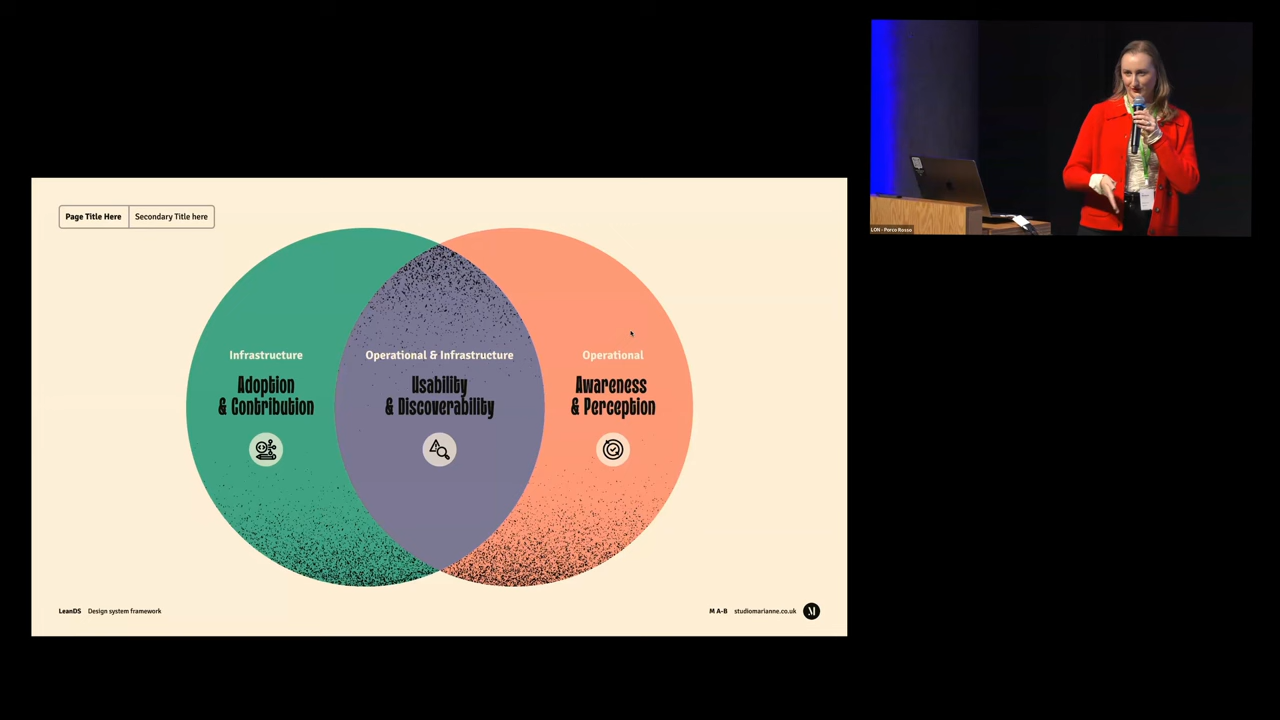 Page Title Here Secondary Title here
Infrastructure
Adoption
& Contribution
Operational & Infrastructure
Usability
& Discoverability
Operational
Awareness
& Perception
LeanDS Design system framework
M A-B studiomarianne.co.uk M
LON - Porco Rosso